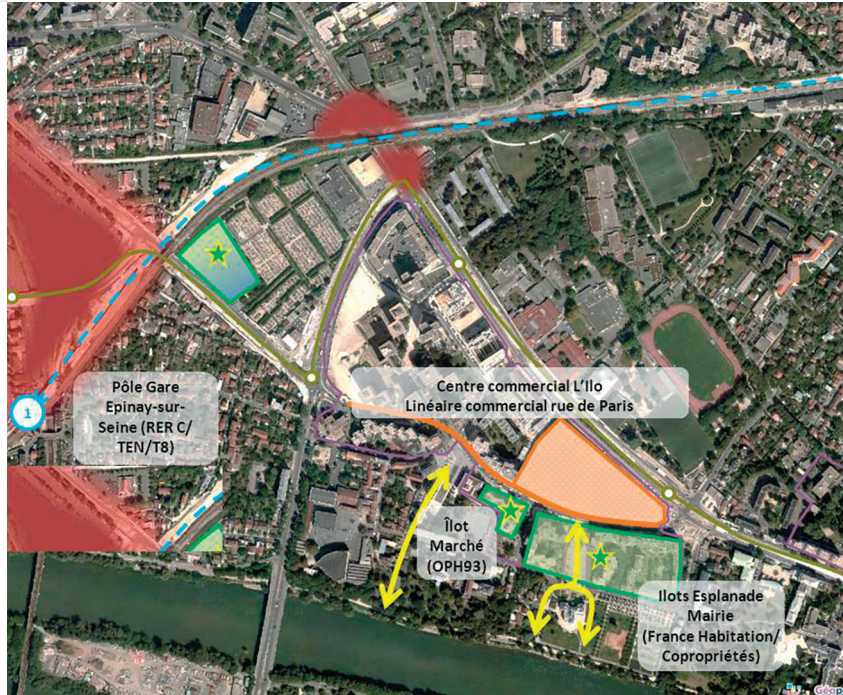 Centre commercial L'Ilo
Linéaire commercial rue de Paris
Pôle Gare
Epinay-sur-
Seine (RER C/
TEN/T8)
1
Îlot
Marché
(OPH93)
Ilots Esplanade
Mairie
(France Habitation/
Copropriétés)